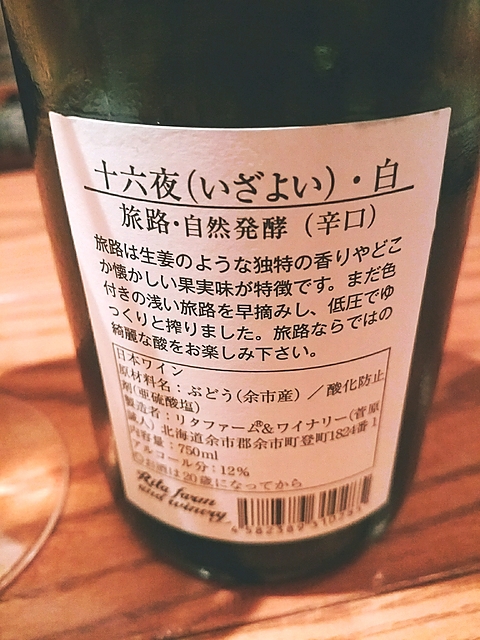 十六夜(いざよい)・白
旅路・自然発酵（辛口）
旅路は生姜のような独特の香りやどこ
か懐かしい果実味が特徴です。まだ色
付きの浅い旅路を早摘みし、低圧でゆ
っくりと搾りました。旅路ならではの
綺麗な酸をお楽しみ下さい。
日本ワイン
原材料名：ぶどう(余市産）／酸化防止
剤(亜硫酸塩)
製造者：リタファーム&ワイナリー(菅原
人）北海道余市郡余市町登町1824番1
内容量：750ml
アルコール分：12%
お酒は20歳になってから
Rita farm
and winery